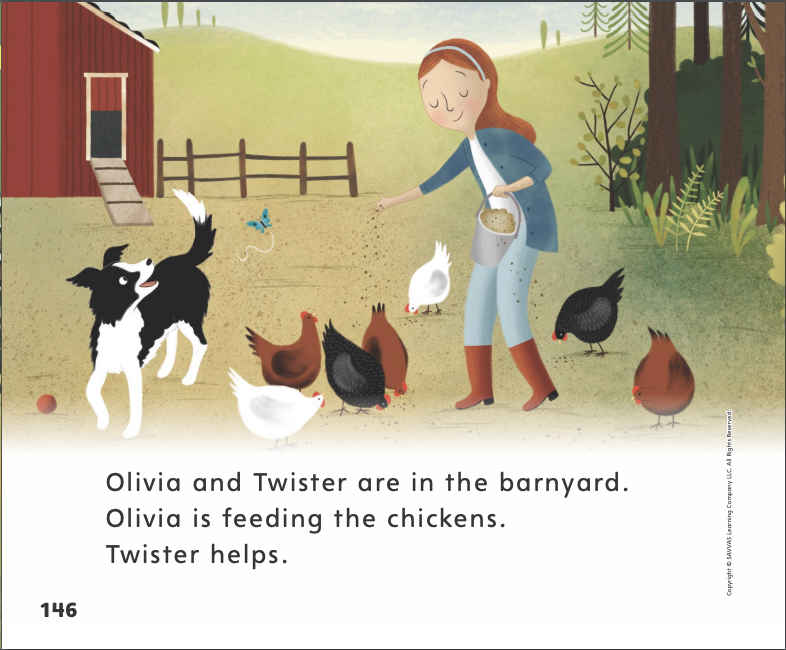 Olivia and Twister are in the barnyard.
Olivia is feeding the chickens.
Twister helps.
146
Copyright © SAVVAS Learning Company LLC. All Rights Reserved.